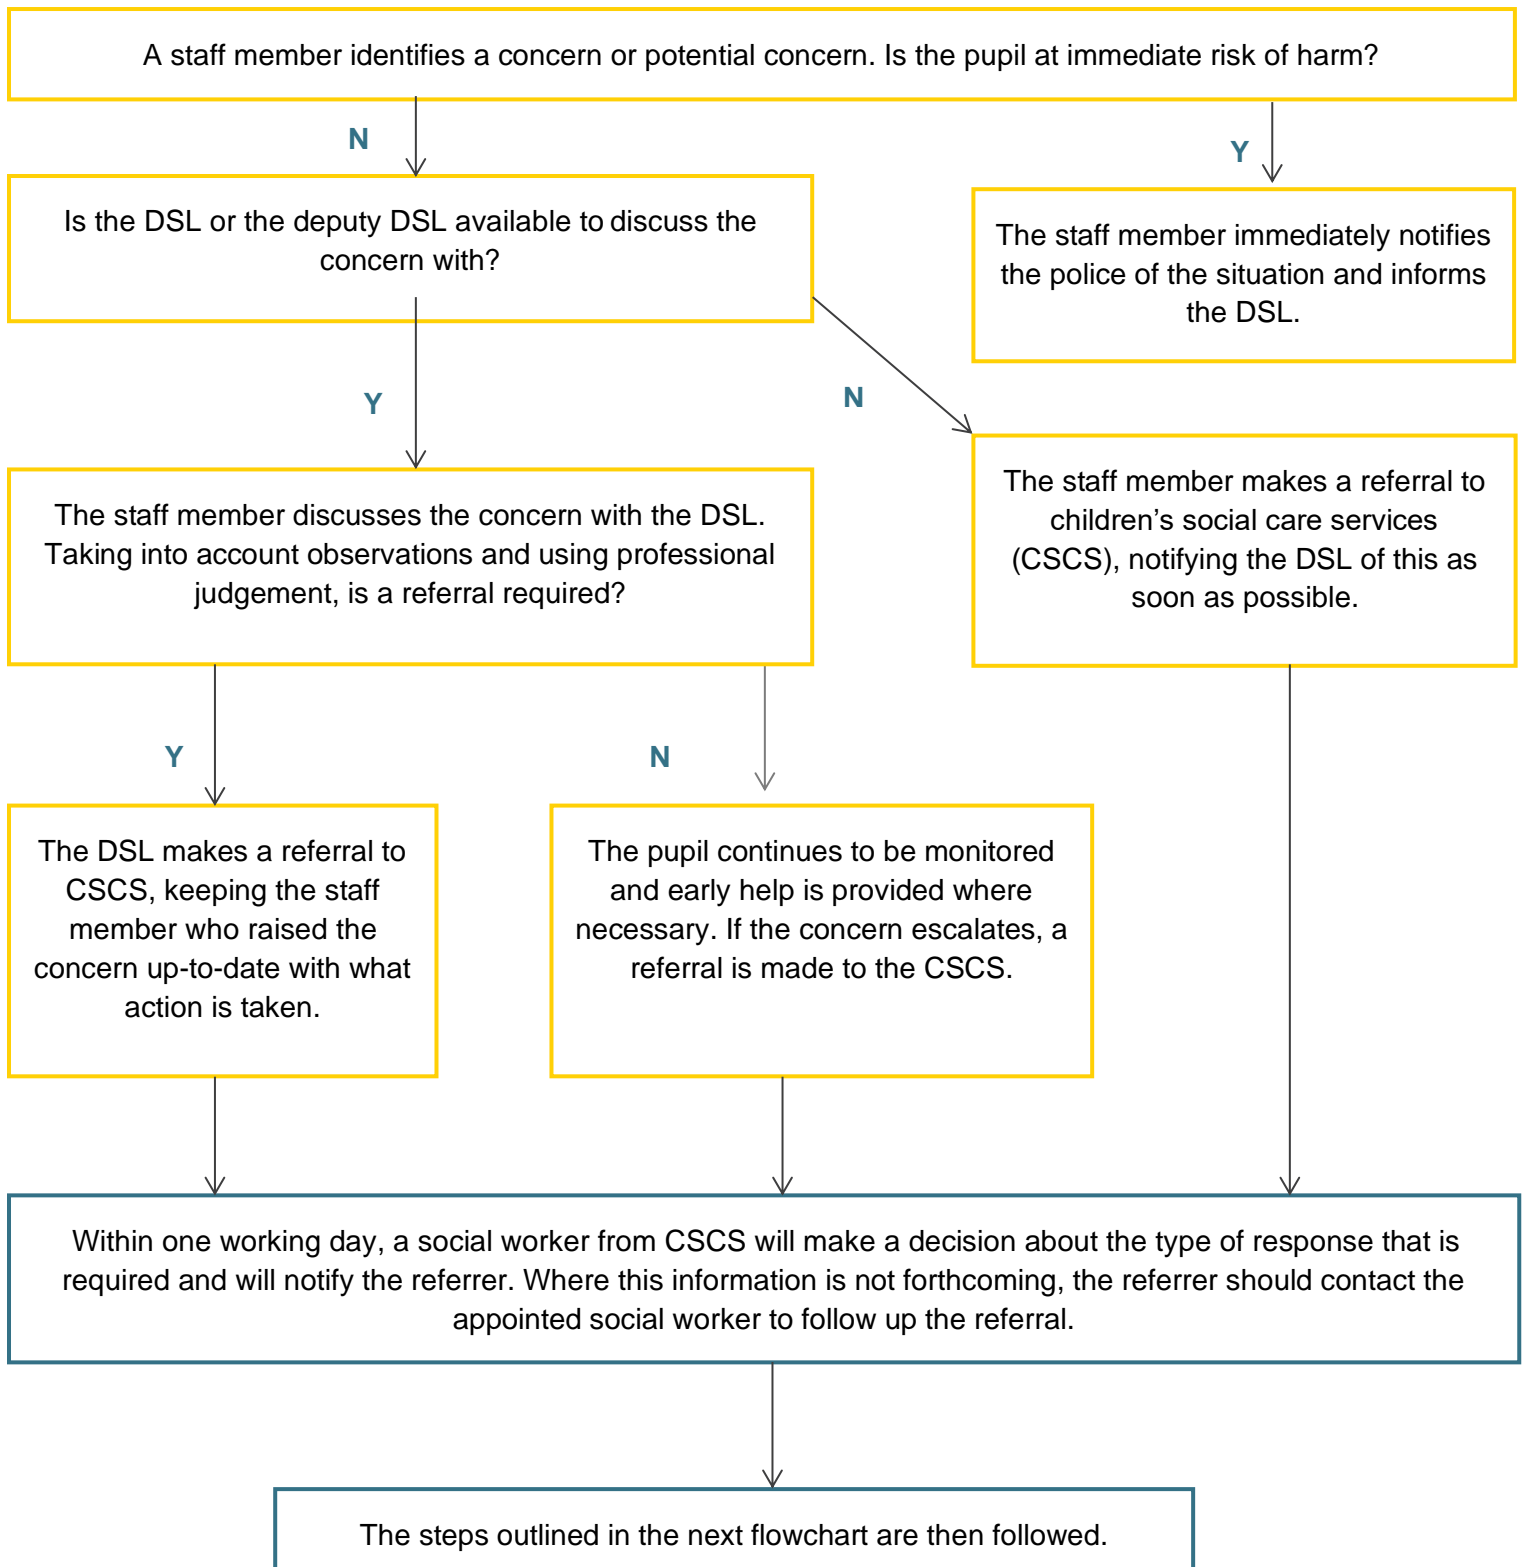 A staff member identifies a concern or potential concern. Is the pupil at immediate risk of harm?
N
Y
Is the DSL or the deputy DSL available to discuss the
concern with?
The staff member immediately notifies
the police of the situation and informs
the DSL.
Y
N
The staff member discusses the concern with the DSL.
Taking into account observations and using professional
judgement, is a referral required?
The staff member makes a referral to
children’s social care services
(CSCS), notifying the DSL of this as
soon as possible.
Y
N
The DSL makes a referral to
CSCS, keeping the staff
member who raised the
concern up-to-date with what
action is taken.
The pupil continues to be monitored
and early help is provided where
necessary. If the concern escalates, a
referral is made to the CSCS.
Within one working day, a social worker from CSCS will make a decision about the type of response that is
required and will notify the referrer. Where this information is not forthcoming, the referrer should contact the
appointed social worker to follow up the referral.
The steps outlined in the next flowchart are then followed.